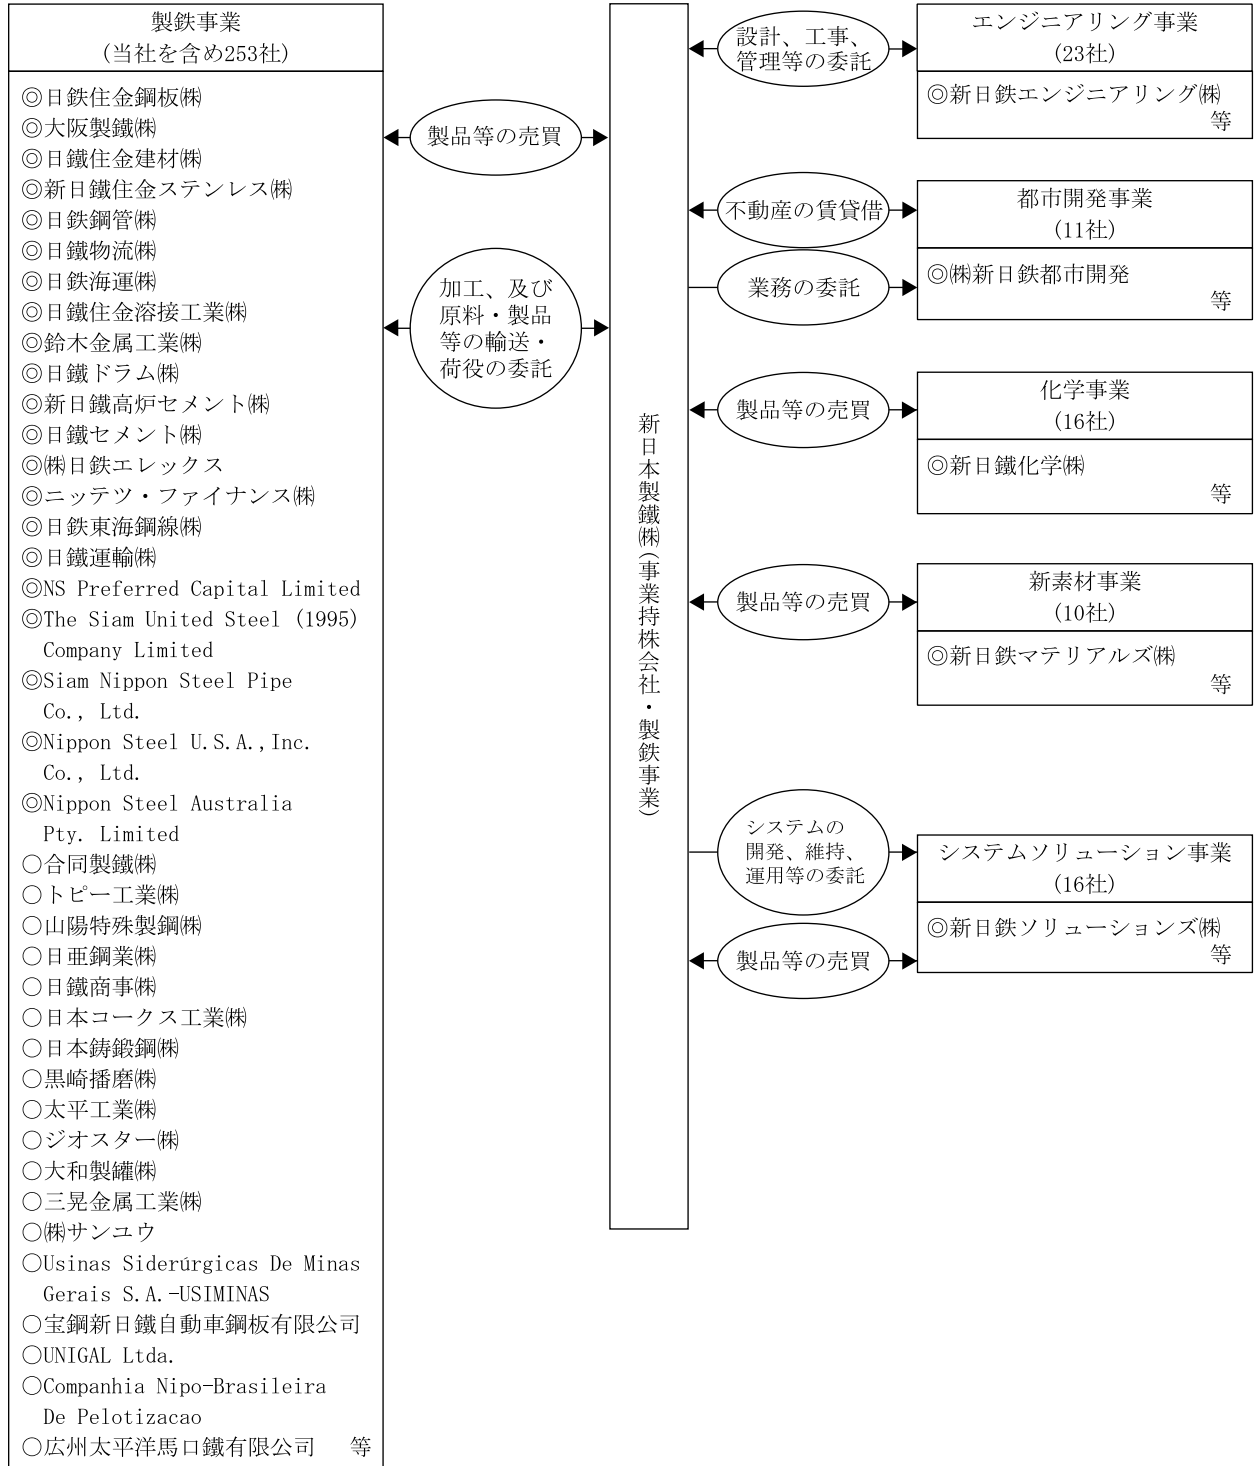 製鉄事業
(当社を含め253社)
◎日鉄住金鋼板㈱
◎大阪製鐵㈱
◎日鐵住金建材㈱
◎新日鐵住金ステンレス㈱
◎日鉄鋼管㈱
◎日鐵物流㈱
◎日鉄海運㈱
◎日鐵住金溶接工業㈱
◎鈴木金属工業㈱
◎日鐵ドラム㈱
◎新日鐵高炉セメント㈱
◎日鐵セメント㈱
◎㈱日鉄エレックス
◎ニッテツ・ファイナンス㈱
◎日鉄東海鋼線㈱
◎日鐵運輸㈱
◎NS Preferred Capital Limited
◎The Siam United Steel (1995)
Company Limited
◎Siam Nippon Steel Pipe
Co., Ltd.
◎Nippon Steel U.S.A.,Inc.
Co., Ltd.
◎Nippon Steel Australia
Pty. Limited
○合同製鐵㈱
○トピー工業㈱
○山陽特殊製鋼㈱
○日亜鋼業㈱
○日鐵商事㈱
○日本コークス工業㈱
○日本鋳鍛鋼㈱
○黒崎播磨㈱
○太平工業㈱
○ジオスター㈱
○大和製罐㈱
○三晃金属工業㈱
○㈱サンユウ
○Usinas Siderúrgicas De Minas
Gerais S.A.-USIMINAS
○宝鋼新日鐵自動車鋼板有限公司
○UNIGAL Ltda.
○Companhia Nipo-Brasileira
De Pelotizacao
○広州太平洋馬口鐵有限公司 等
製品等の売買
加工、及び
原料・製品
等の輸送・
荷役の委託
新日本製鐵㈱(事業持株会社・製鉄事業)
設計、工事、
管理等の委託
エンジニアリング事業
(23社)
◎新日鉄エンジニアリング㈱
等
不動産の賃貸借
業務の委託
都市開発事業
(11社)
◎㈱新日鉄都市開発
等
製品等の売買
化学事業
(16社)
◎新日鐵化学㈱
等
製品等の売買
新素材事業
(10社)
◎新日鉄マテリアルズ㈱
等
システムの
開発、維持、
運用等の委託
製品等の売買
システムソリューション事業
(16社)
◎新日鉄ソリューションズ㈱
等